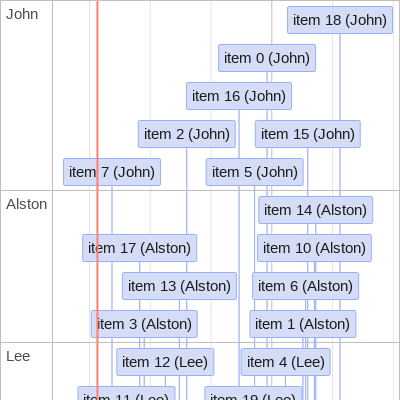 John
item 18 (John)
item 0 (John)
item 16 (John)
item 2 (John)
item 15 (John)
item 7 (John)
item 5 (John)
Alston
item 14 (Alston)
item 17 (Alston)
item 10 (Alston)
item 13 (Alston)
item 6 (Alston)
item 3 (Alston)
item 1 (Alston)
Lee
item 12 (Lee)
item 4 (Lee)
item 11 (Lee)
item 19 (Lee)